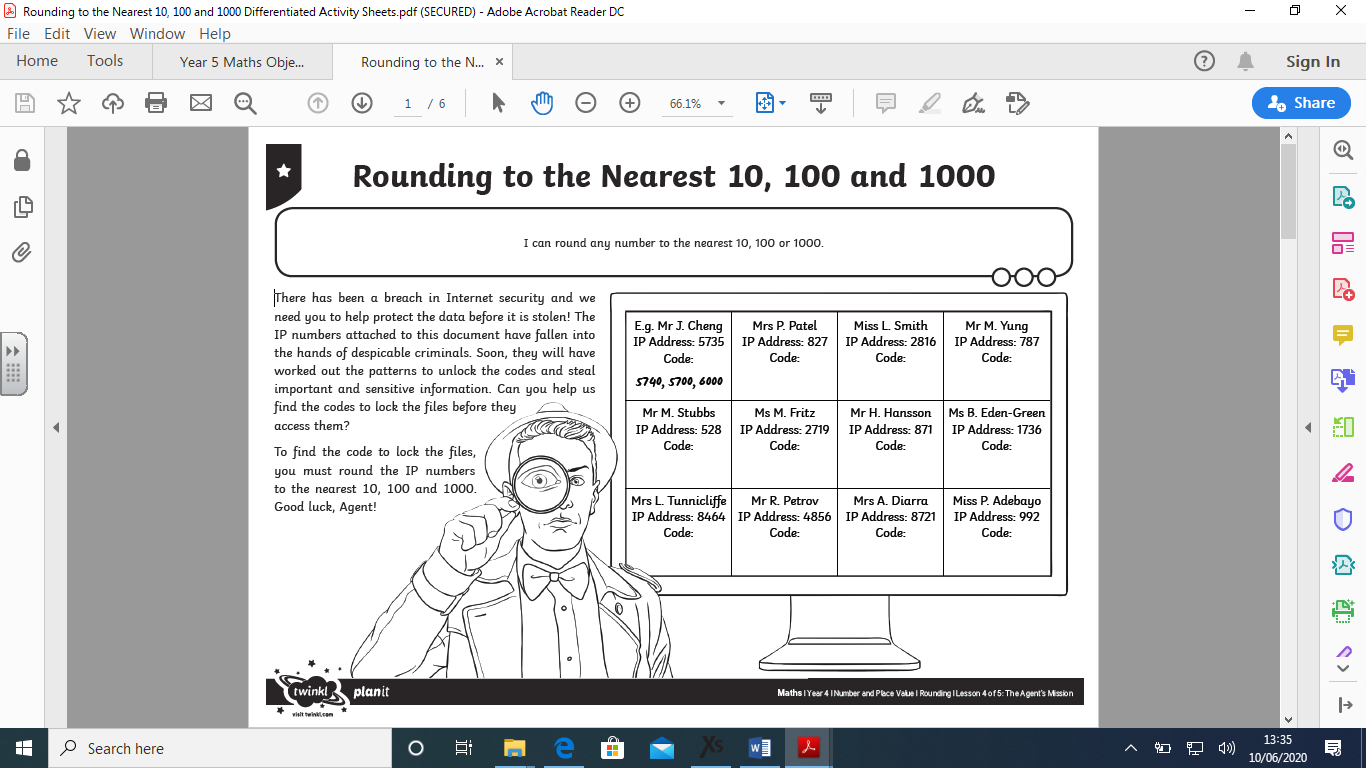 Rounding to the Nearest 10, 100 and 1000 Differentiated Activity Sheets.pdf (SECURED) - Adobe Acrobat Reader DC
File Edit View Window Help
Home Tools Year 5 Maths Obje... Rounding to the N... ×
Sign In
1 / 6 66.1% Share
Rounding to the Nearest 10, 100 and 1000
I can round any number to the nearest 10, 100 or 1000.
There has been a breach in Internet security and we
need you to help protect the data before it is stolen! The
IP numbers attached to this document have fallen into
the hands of despicable criminals. Soon, they will have
worked out the patterns to unlock the codes and steal
important and sensitive information. Can you help us
find the codes to lock the files before they
access them?
To find the code to lock the files,
you must round the IP numbers
to the nearest 10, 100 and 1000.
Good luck, Agent!
E.g. Mr J. Cheng
IP Address: 5735
Code:
5740, 5700, 6000
Mrs P. Patel
IP Address: 827
Code:
Miss L. Smith
IP Address: 2816
Code:
Mr M. Yung
IP Address: 787
Code:
Mr M. Stubbs
IP Address: 528
Code:
Ms M. Fritz
IP Address: 2719
Code:
Mr H. Hansson
IP Address: 871
Code:
Ms B. Eden-Green
IP Address: 1736
Code:
Mrs L. Tunnicliffe
IP Address: 8464
Code:
Mr R. Petrov
IP Address: 4856
Code:
Mrs A. Diarra
IP Address: 8721
Code:
Miss P. Adebayo
IP Address: 992
Code:
twinkl planit
visit twinkl.com
Maths | Year 4 | Number and Place Value | Rounding | Lesson 4 of 5: The Agent's Mission
Search here
Xs
13:35
10/06/2020